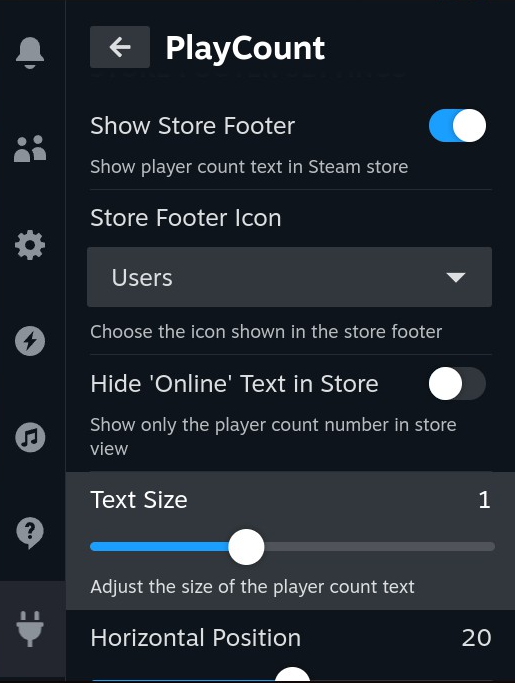 PlayCount
Show Store Footer
Show player count text in Steam store
Store Footer Icon
Users
Choose the icon shown in the store footer
Hide 'Online' Text in Store
Show only the player count number in store
view
Text Size 1
Adjust the size of the player count text
Horizontal Position 20